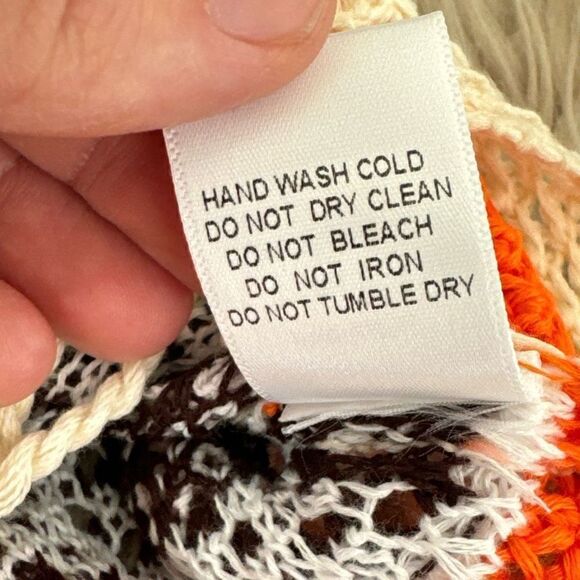 HAND WASH COLD
DO NOT DRY CLEAN
DO NOT BLEACH
DO NOT IRON
DO NOT TUMBLE DRY